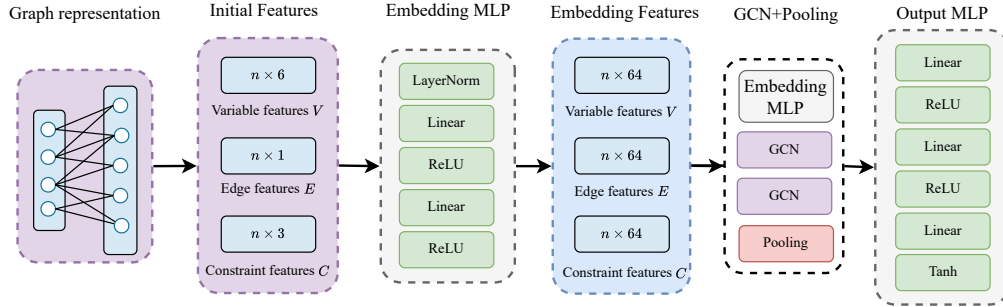 Graph representation
Initial Features
n × 6
Variable features V
n × 1
Edge features E
n × 3
Constraint features C
Embedding MLP
LayerNorm
Linear
ReLU
Linear
ReLU
Embedding Features
n × 64
Variable features V
n × 64
Edge features E
n × 64
Constraint features C
GCN+Pooling
Embedding
MLP
GCN
GCN
Pooling
Output MLP
Linear
ReLU
Linear
ReLU
Linear
Tanh